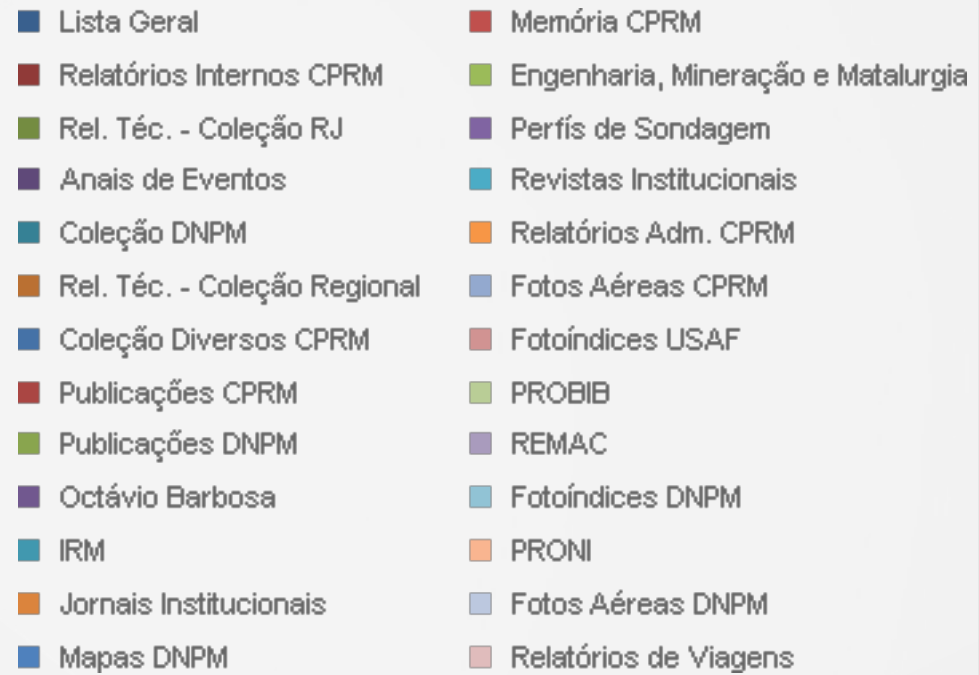 Lista Geral
Relatórios Internos CPRM
Rel. Téc. - Coleção RJ
Anais de Eventos
Coleção DNPM
Rel. Téc. - Coleção Regional
Coleção Diversos CPRM
Publicações CPRM
Publicações DNPM
Octávio Barbosa
IRM
Jornais Institucionais
Mapas DNPM
Memória CPRM
Engenharia, Mineração e Matalurgia
Perfís de Sondagem
Revistas Institucionais
Relatórios Adm. CPRM
Fotos Aéreas CPRM
Fotoíndices USAF
PROBIB
REMAC
Fotoíndices DNPM
PRONI
Fotos Aéreas DNPM
Relatórios de Viagens